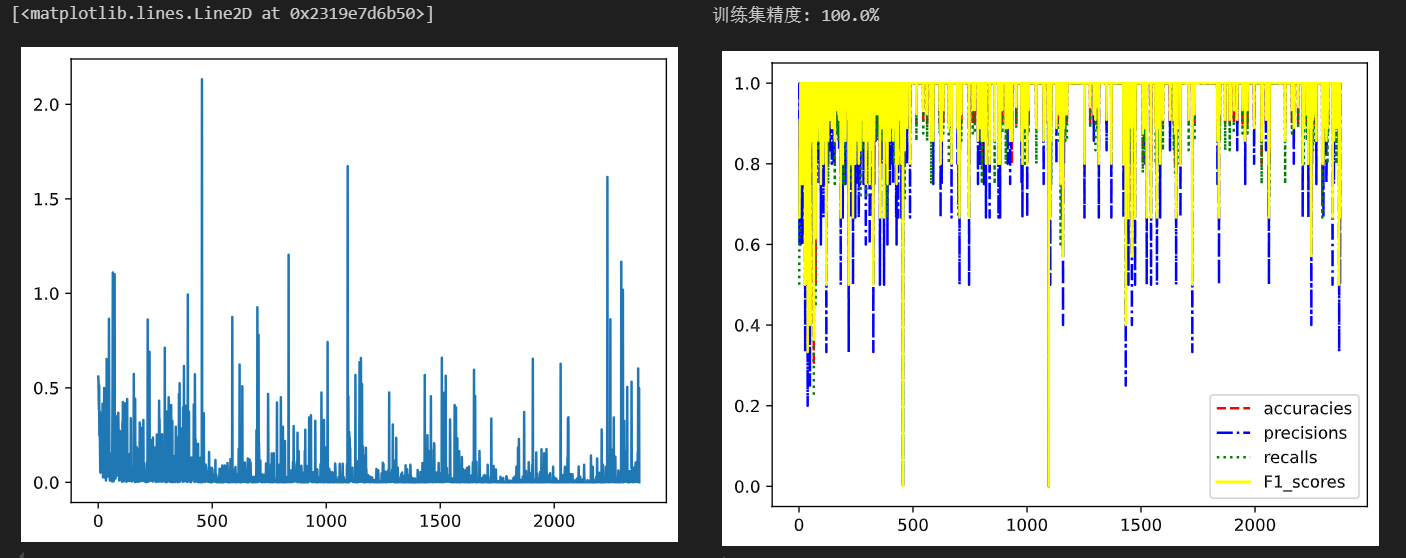 [<matplotlib.lines.Line2D at 0x2319e7d6b50>]
2.0
1.5
1.0
0.5
0.0
0 500 1000 1500 2000
训练集精度: 100.0%
1.0
0.8
0.6
0.4
0.2
0.0
0 500 1000 1500 2000
accuracies
precisions
recalls
F1_scores